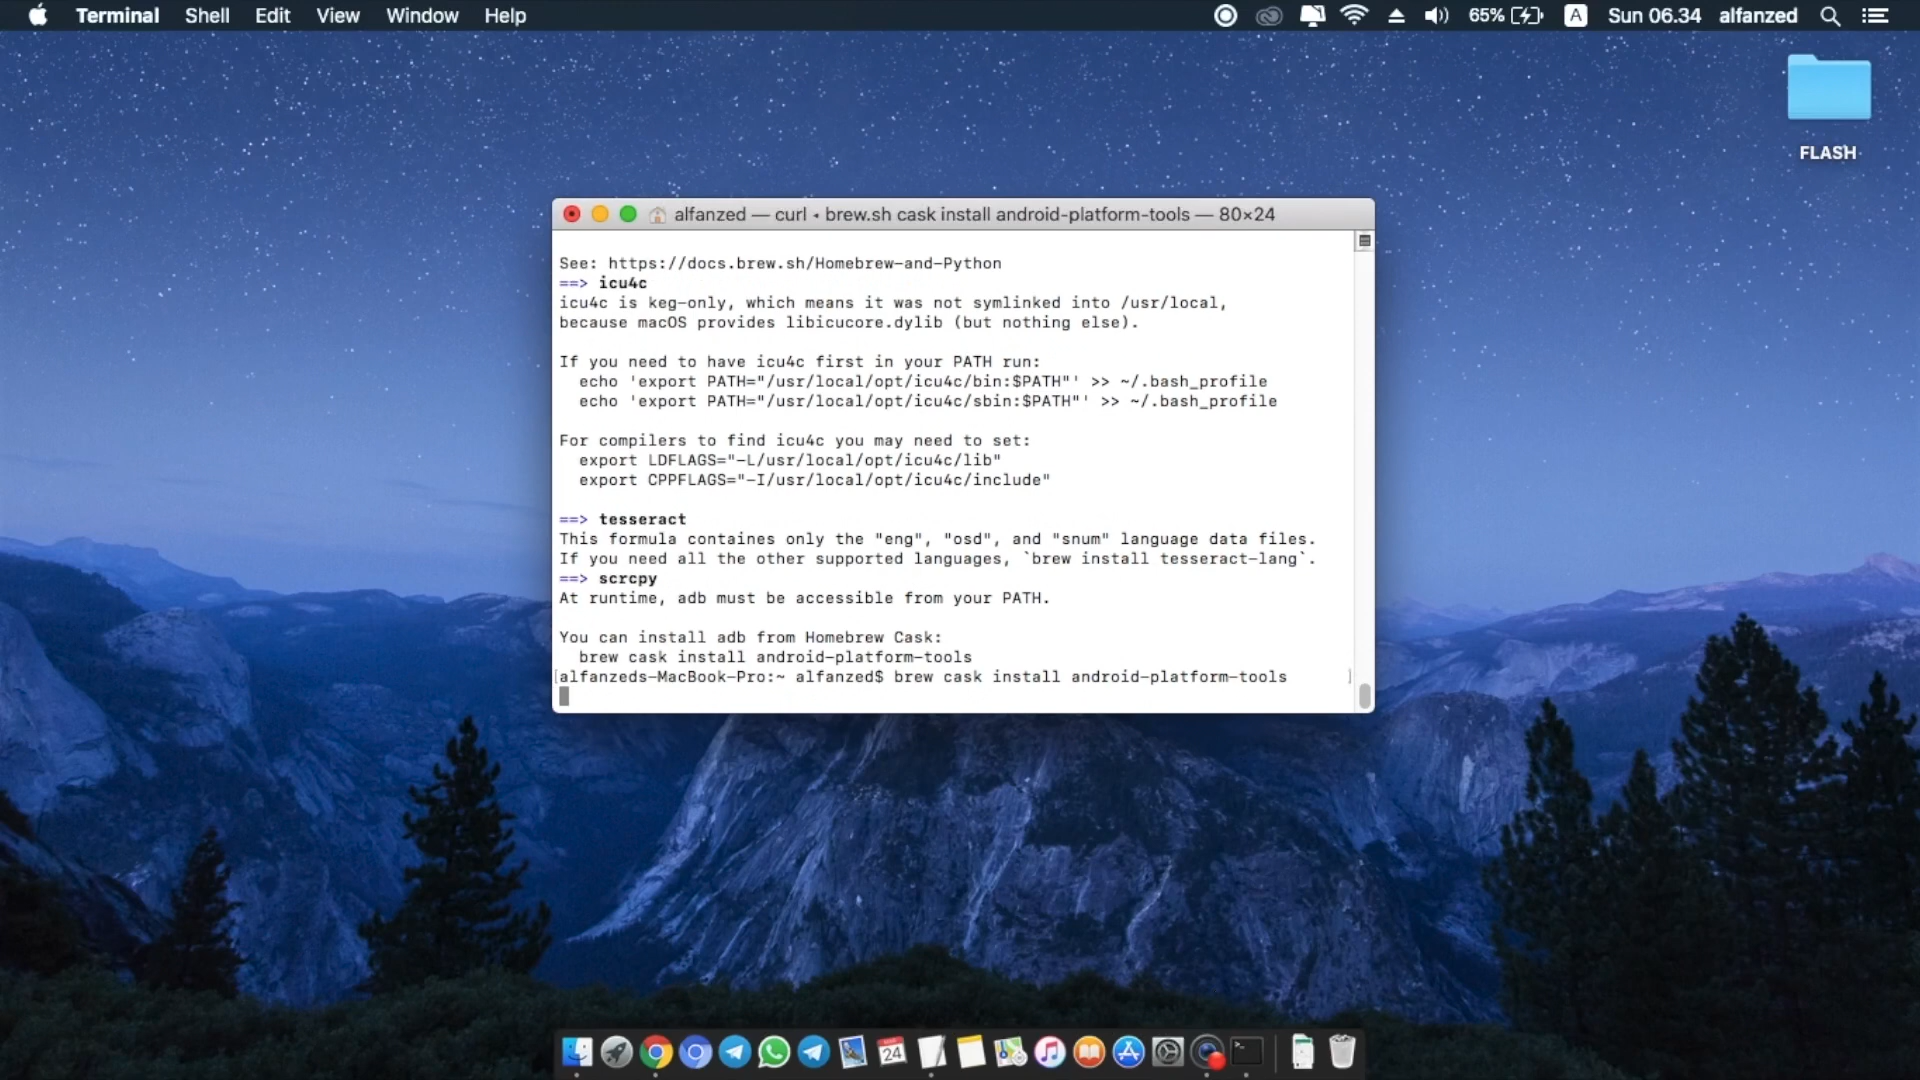 Terminal Shell Edit View Window Help 65% A Sun 06.34 alfanzed
FLASH
alfanzed — curl ◂ brew.sh cask install android-platform-tools — 80×24
See: https://docs.brew.sh/Homebrew-and-Python
==> icu4c
icu4c is keg-only, which means it was not symlinked into /usr/local,
because macOS provides libicucore.dylib (but nothing else).
If you need to have icu4c first in your PATH run:
echo 'export PATH="/usr/local/opt/icu4c/bin:$PATH"' >> ~/.bash_profile
echo 'export PATH="/usr/local/opt/icu4c/sbin:$PATH"' >> ~/.bash_profile
For compilers to find icu4c you may need to set:
export LDFLAGS="-L/usr/local/opt/icu4c/lib"
export CPPFLAGS="-I/usr/local/opt/icu4c/include"
==> tesseract
This formula containes only the "eng", "osd", and "snum" language data files.
If you need all the other supported languages, `brew install tesseract-lang`.
==> scrcpy
At runtime, adb must be accessible from your PATH.
You can install adb from Homebrew Cask:
brew cask install android-platform-tools
[alfanzeds-MacBook-Pro:~ alfanzed$ brew cask install android-platform-tools ]
24